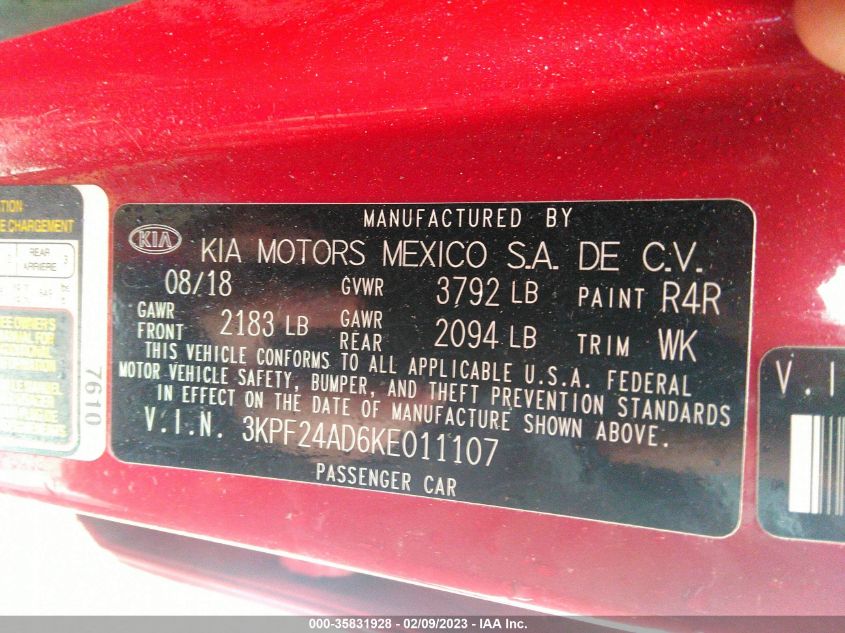 MANUFACTURED BY
KIA KIA MOTORS MEXICO S.A. DE C.V.
08/18 GVWR 3792 LB PAINT R4R
GAWR FRONT 2183 LB GAWR REAR 2094 LB TRIM WK
THIS VEHICLE CONFORMS TO ALL APPLICABLE U.S.A. FEDERAL
MOTOR VEHICLE SAFETY, BUMPER, AND THEFT PREVENTION STANDARDS
IN EFFECT ON THE DATE OF MANUFACTURE SHOWN ABOVE.
V.I.N. 3KPF24AD6KE011107
PASSENGER CAR
E CHARGEMENT
REAR
ARRIERE 3
7610
V.I
000-35831928 - 02/09/2023 - IAA Inc.